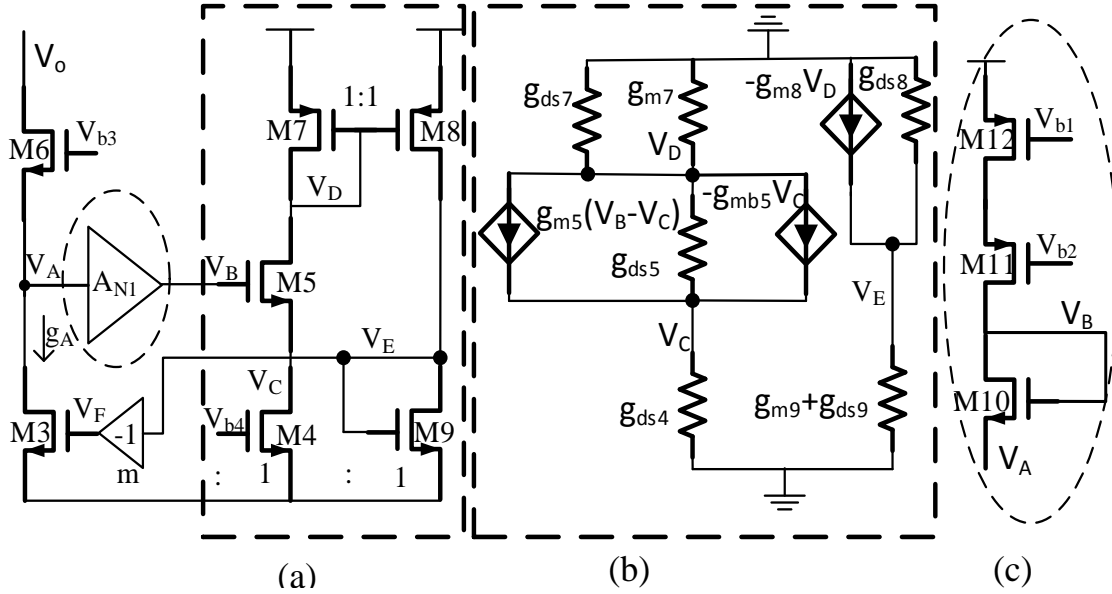 V_o
M6
V_b3
V_A
A_N1
g_A
V_F
M3
-1
m
:
1
:
1
1:1
M7
M8
V_D
V_B
M5
V_E
V_C
V_b4
M4
M9
(a)
g_ds7
g_m7
-g_m8V_D
g_ds8
V_D
g_m5(V_B-V_C)
-g_mb5V_C
g_ds5
V_E
V_C
g_ds4
g_m9+g_ds9
(b)
M12
V_b1
M11
V_b2
V_B
M10
V_A
(c)